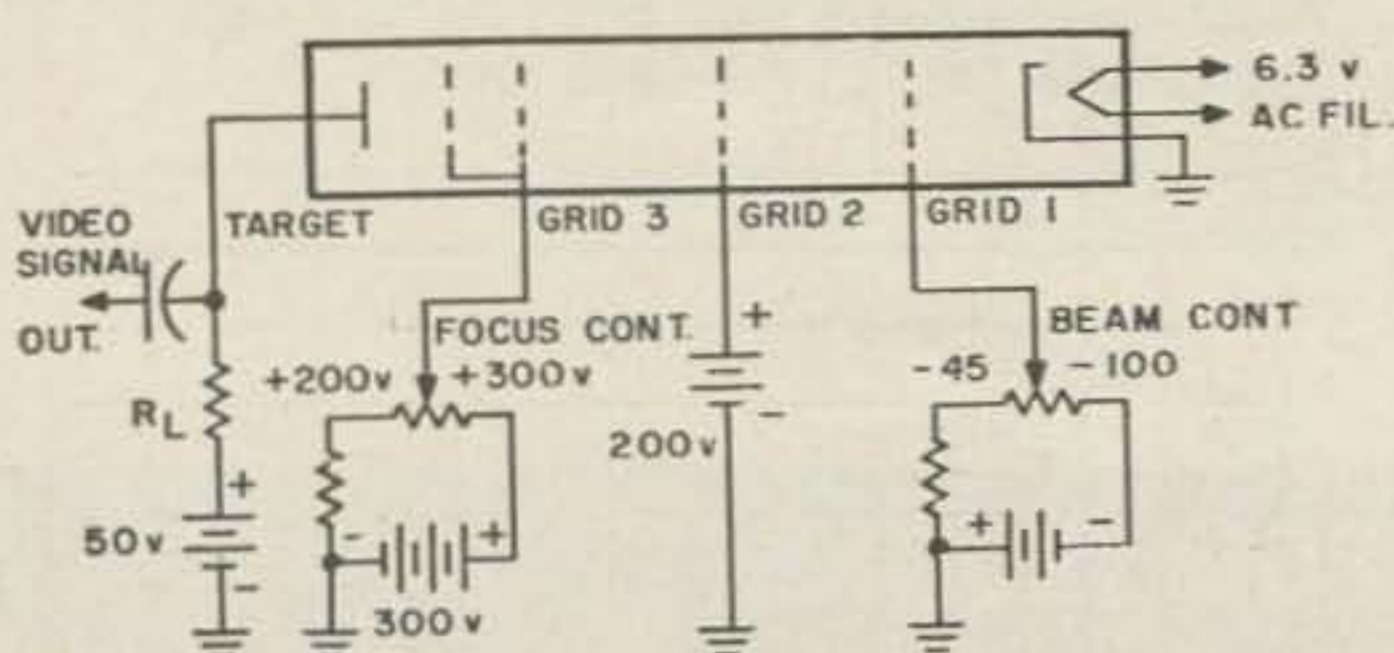 6.3 v
AC FIL.
VIDEO
SIGNAL
OUT.
TARGET
GRID 3
GRID 2
GRID 1
FOCUS CONT.
+200v
+300v
BEAM CONT
-45
-100
RL
+
50v
-
-
+
300v
+
200v
-
+
-